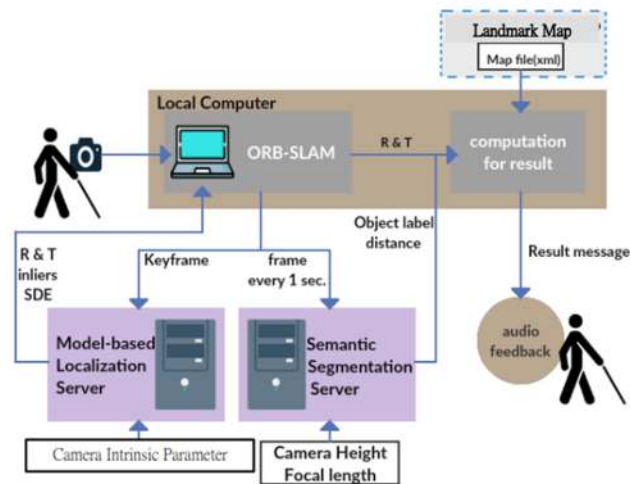 Landmark Map
Map file(xml)
Local Computer
ORB-SLAM
R & T
computation
for result
R & T
inliers
SDE
Keyframe
frame
every 1 sec.
Object label
distance
Result message
Model-based
Localization
Server
Semantic
Segmentation
Server
audio
feedback
Camera Intrinsic Parameter
Camera Height
Focal length